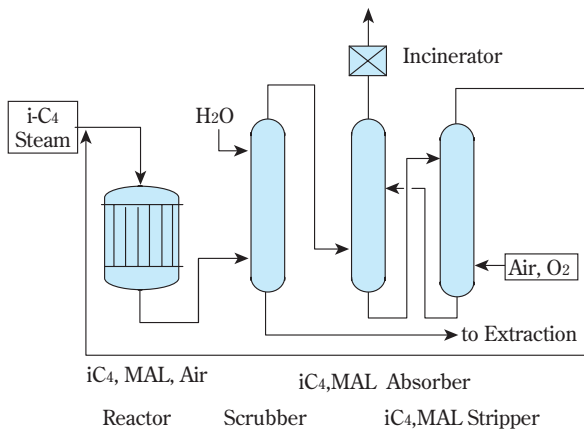 Incinerator
i-C4
Steam
H2O
Air, O2
to Extraction
iC4, MAL, Air
iC4,MAL Absorber
Reactor
Scrubber
iC4,MAL Stripper